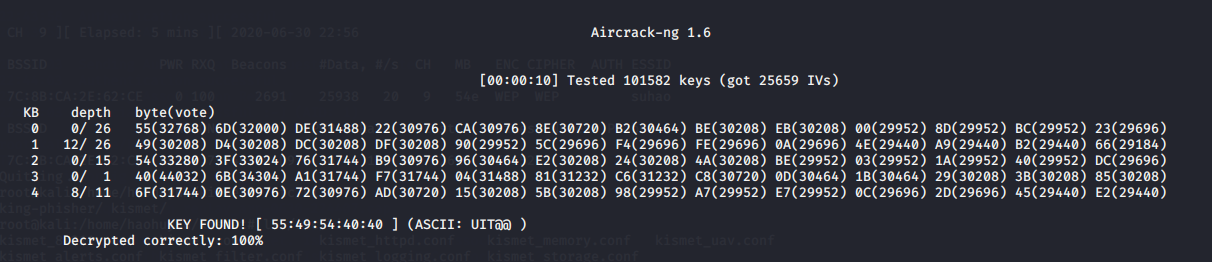 CH 9 ][ Elapsed: 5 mins ][ 2020-06-30 22:56
Aircrack-ng 1.6
BSSID PWR RXQ Beacons #Data, #/s CH MB ENC CIPHER AUTH ESSID
[00:00:10] Tested 101582 keys (got 25659 IVs)
7C:8B:CA:2E:62:CE 0 100 2691 25938 20 9 54e WEP WEP suhao
KB depth byte(vote)
0 0/ 26 55(32768) 6D(32000) DE(31488) 22(30976) CA(30976) 8E(30720) B2(30464) BE(30208) EB(30208) 00(29952) 8D(29952) BC(29952) 23(29696)
1 12/ 26 49(30208) D4(30208) DC(30208) DF(30208) 90(29952) 5C(29696) F4(29696) FE(29696) 0A(29696) 4E(29440) A9(29440) B2(29440) 66(29184)
2 0/ 15 54(33280) 3F(33024) 76(31744) B9(30976) 96(30464) E2(30208) 24(30208) 4A(30208) BE(29952) 03(29952) 1A(29952) 40(29952) DC(29696)
3 0/ 1 40(44032) 6B(34304) A1(31744) F7(31744) 04(31488) 81(31232) C6(31232) C8(30720) 0D(30464) 1B(30464) 29(30208) 3B(30208) 85(30208)
4 8/ 11 6F(31744) 0E(30976) 72(30976) AD(30720) 15(30208) 5B(30208) 98(29952) A7(29952) E7(29952) 0C(29696) 2D(29696) 45(29440) E2(29440)
king-phisher/ kismet/
KEY FOUND! [ 55:49:54:40:40 ] (ASCII: UIT@@ )
Decrypted correctly: 100%
kismet_httpd.conf kismet_memory.conf kismet_uav.conf
kismet_alerts.conf kismet_filter.conf kismet_logging.conf kismet_storage.conf